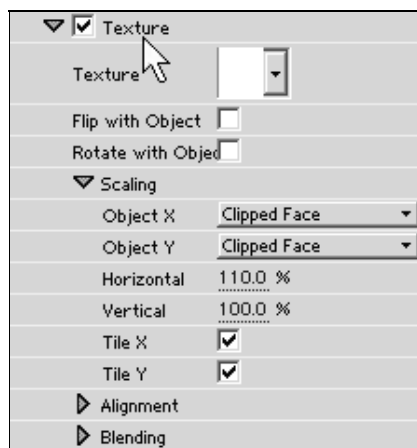 Texture
Texture
Flip with Object
Rotate with Objec
Scaling
Object X Clipped Face
Object Y Clipped Face
Horizontal 110.0 %
Vertical 100.0 %
Tile X
Tile Y
Alignment
Blending